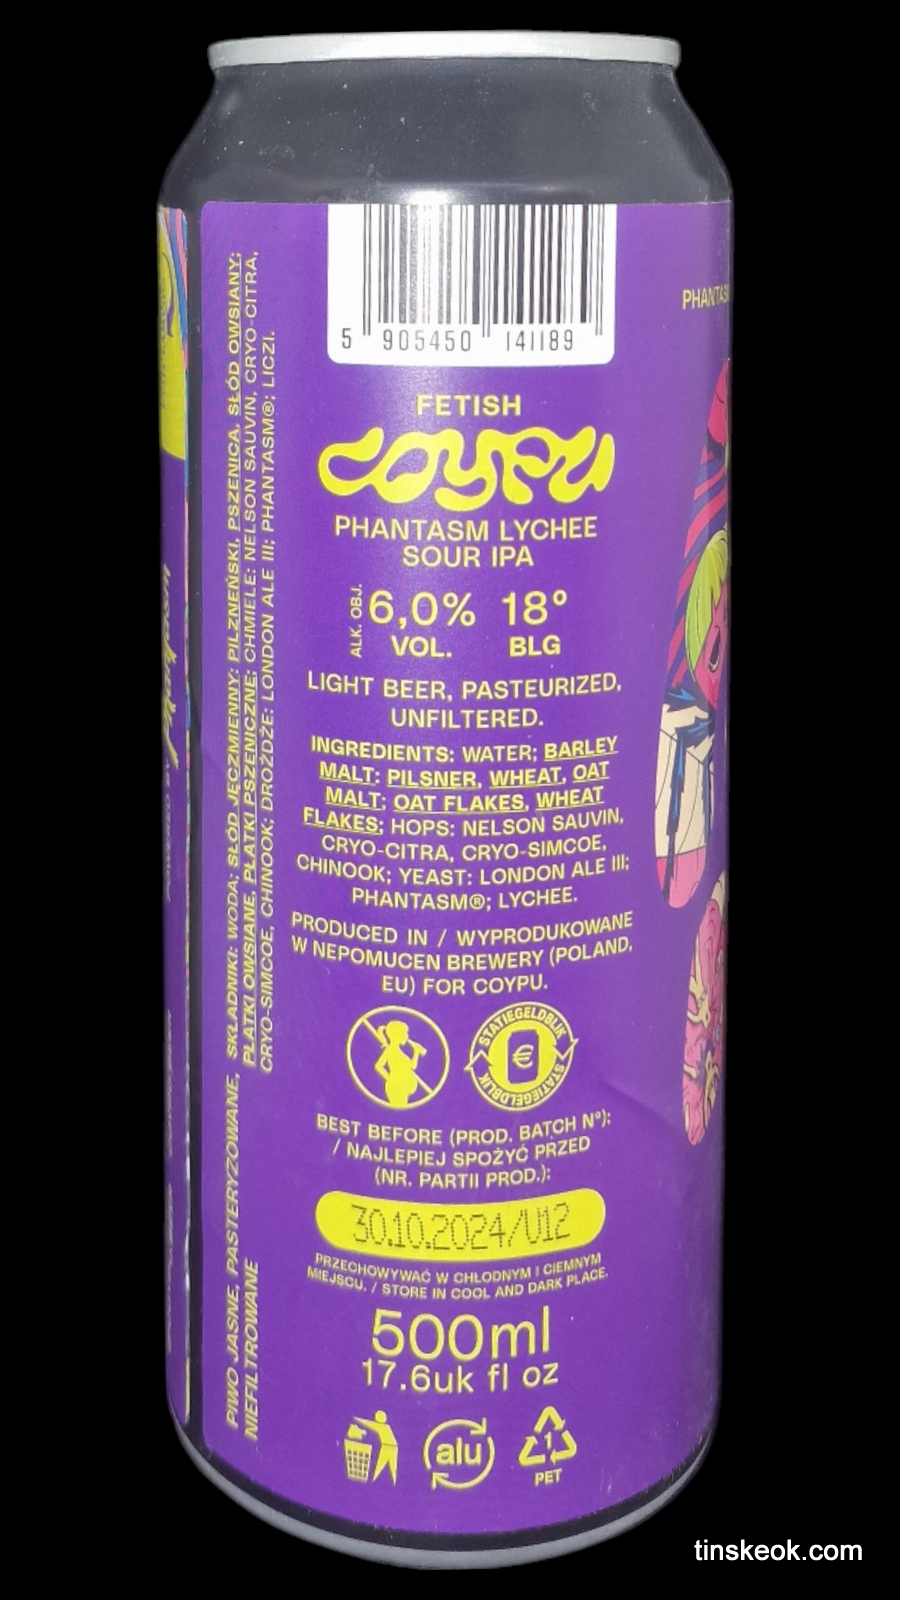 PIWO JASNE, PASTERYZOWANE,
NIEFILTROWANE
SKŁADNIKI: WODA; SŁÓD JĘCZMIENNY: PILZNEŃSKI, PSZENICA, SŁÓD OWSIANY;
PŁATKI OWSIANE, PŁATKI PSZENICZNE; CHMIELE: NELSON SAUVIN, CRYO-CITRA,
CRYO-SIMCOE, CHINOOK; DROŻDŻE: LONDON ALE III; PHANTASM®; LICZI.
5 905450 141189
FETISH
COYPU
PHANTASM LYCHEE
SOUR IPA
ALK. OBJ. 6,0% 18°
VOL. BLG
LIGHT BEER, PASTEURIZED,
UNFILTERED.
INGREDIENTS: WATER; BARLEY
MALT: PILSNER, WHEAT, OAT
MALT; OAT FLAKES, WHEAT
FLAKES; HOPS: NELSON SAUVIN,
CRYO-CITRA, CRYO-SIMCOE,
CHINOOK; YEAST: LONDON ALE III;
PHANTASM®; LYCHEE.
PRODUCED IN / WYPRODUKOWANE
W NEPOMUCEN BREWERY (POLAND,
EU) FOR COYPU.
STATIEGELDBLIK
€
STATIEGELDBLIK
BEST BEFORE (PROD. BATCH Nº):
/ NAJLEPIEJ SPOŻYĆ PRZED
(NR. PARTII PROD.):
30.10.2024/U12
PRZECHOWYWAĆ W CHŁODNYM I CIEMNYM
MIEJSCU. / STORE IN COOL AND DARK PLACE.
500ml
17.6uk fl oz
alu
1
PET
tinskeok.com